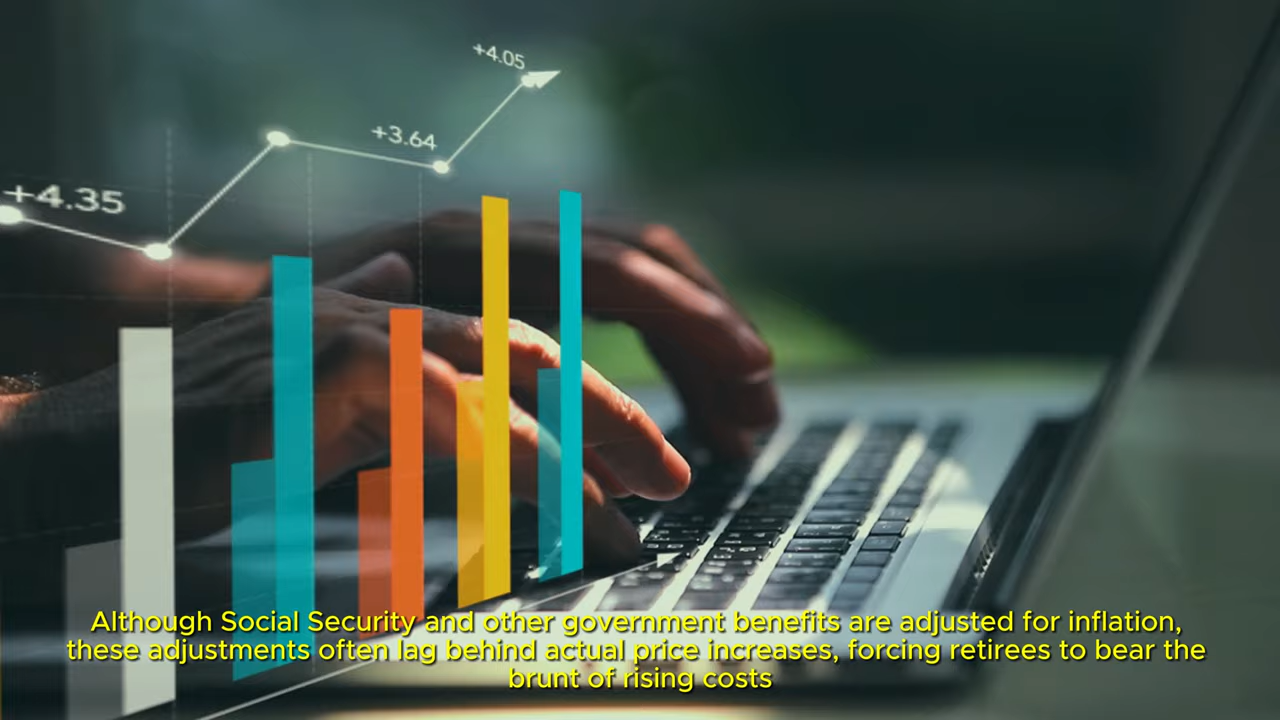 +4.05
+3.64
+4.35
Although Social Security and other government benefits are adjusted for inflation,
these adjustments often lag behind actual price increases, forcing retirees to bear the
brunt of rising costs